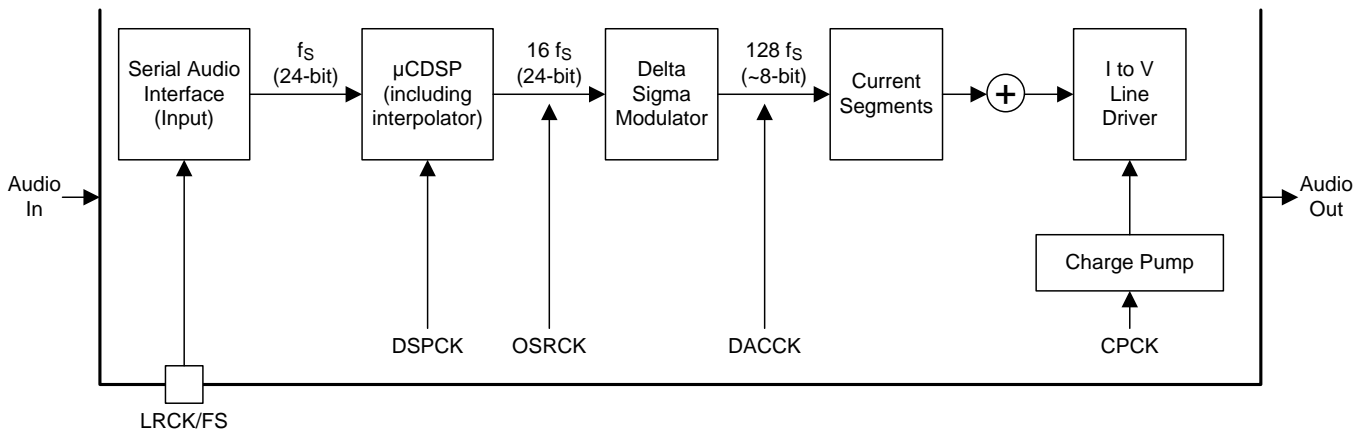 Serial Audio
Interface
(Input)
fS
(24-bit)
µCDSP
(including
interpolator)
16 fS
(24-bit)
Delta
Sigma
Modulator
128 fS
(~8-bit)
Current
Segments
+
I to V
Line
Driver
Audio
In
Audio
Out
Charge Pump
DSPCK
OSRCK
DACCK
CPCK
LRCK/FS